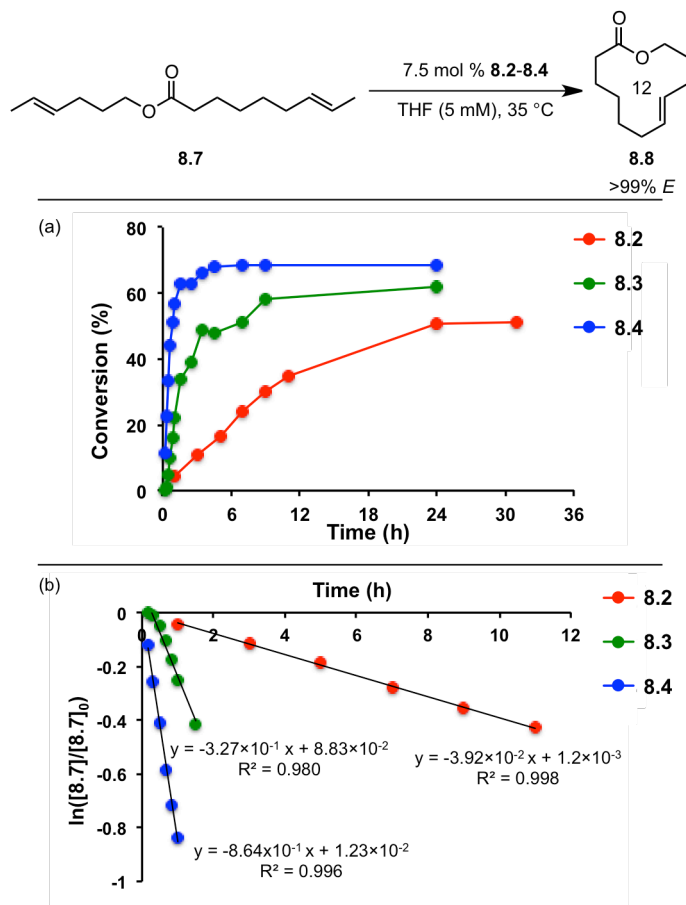 O
O
7.5 mol % 8.2-8.4
THF (5 mM), 35 °C
O
O
12
8.7
8.8
>99% E
(a)
80
60
40
20
0
Conversion (%)
0 6 12 18 24 30 36
Time (h)
8.2
8.3
8.4
(b)
Time (h)
0 2 4 6 8 10 12
0
-0.2
-0.4
-0.6
-0.8
-1
ln([8.7]/[8.7]₀)
8.2
8.3
8.4
y = -3.27×10⁻¹ x + 8.83×10⁻²
R² = 0.980
y = -3.92×10⁻² x + 1.2×10⁻³
R² = 0.998
y = -8.64x10⁻¹ x + 1.23×10⁻²
R² = 0.996